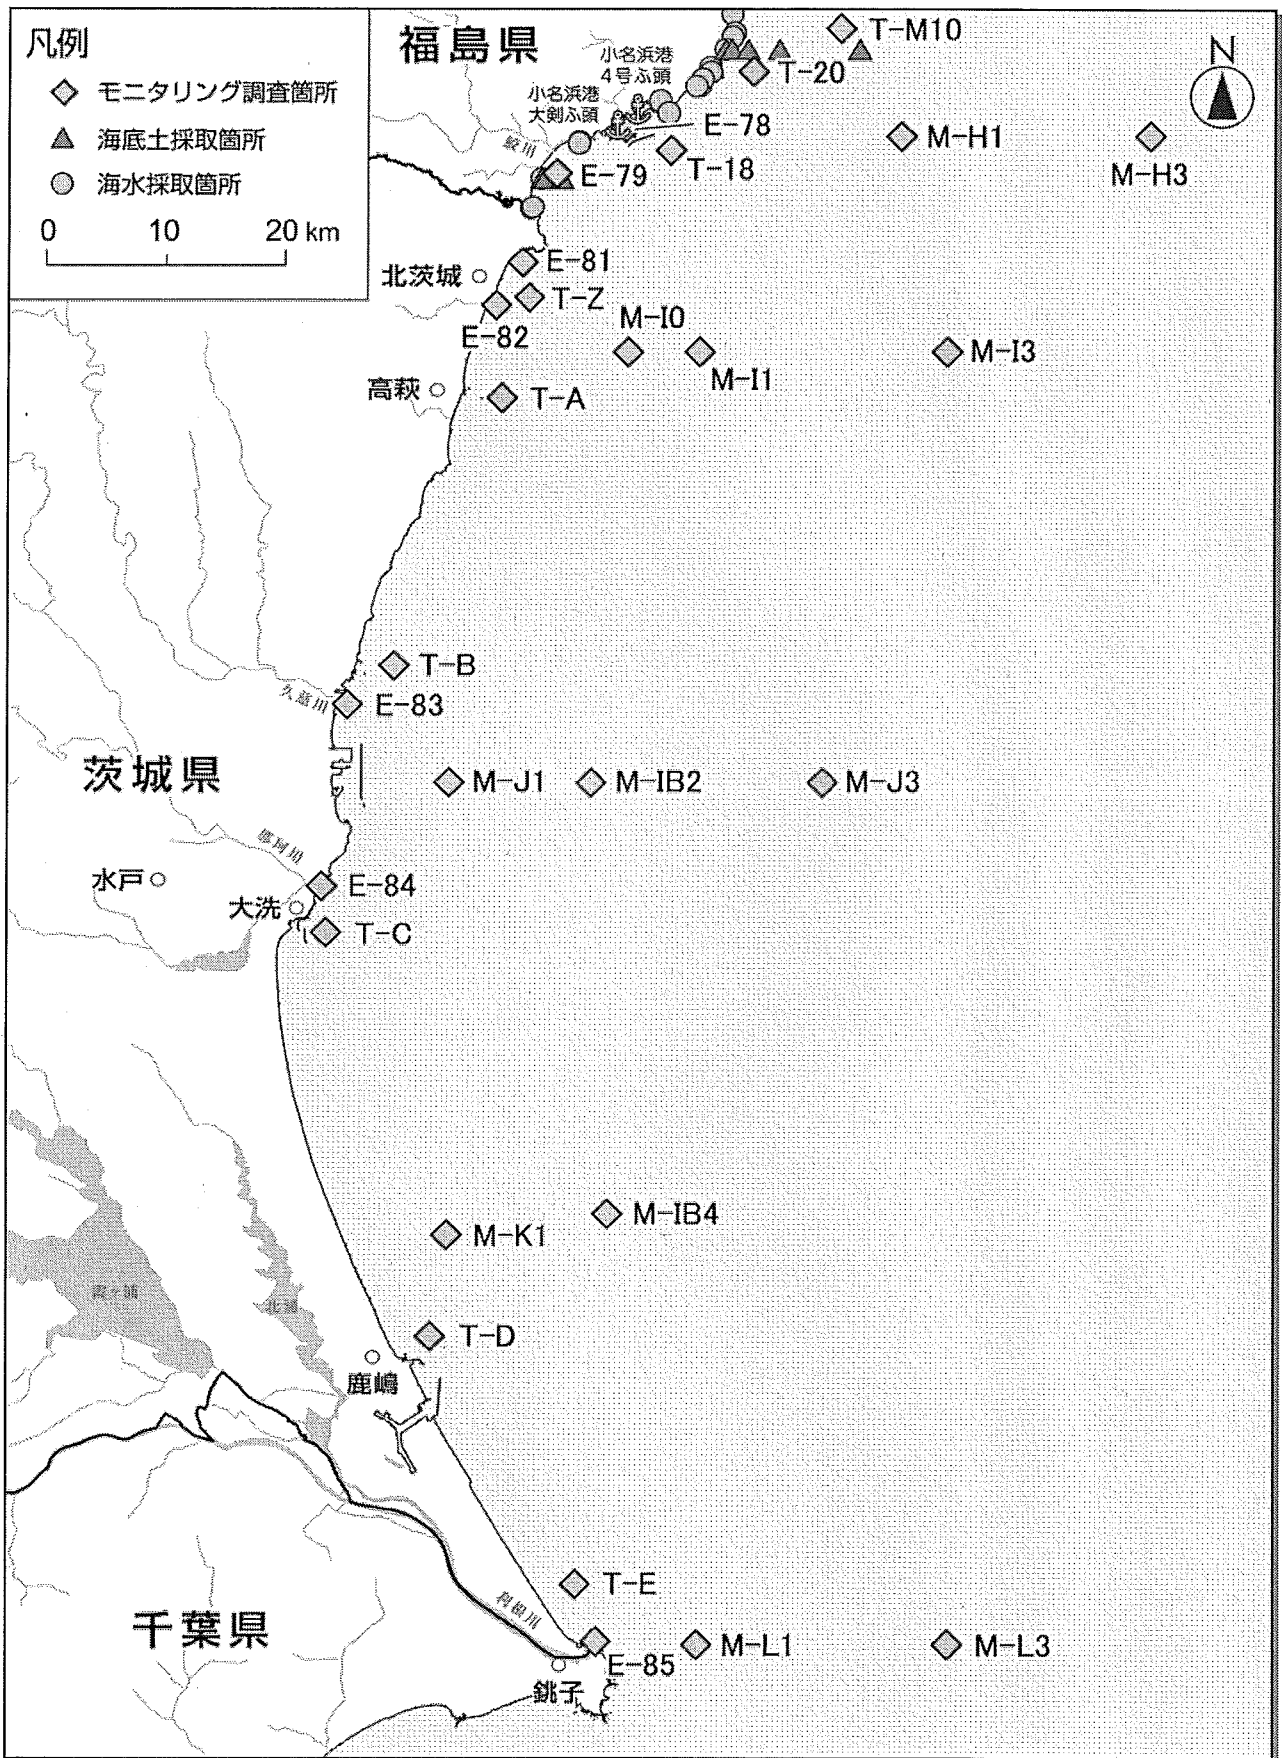 凡例
モニタリング調査箇所
海底土採取箇所
海水採取箇所
0 10 20 km
福島県
小名浜港
4号ふ頭
小名浜港
大剣ふ頭
鮫川
N
T-M10
T-20
E-78
M-H1
T-18
M-H3
E-79
E-81
北茨城
T-Z
E-82
M-I0
M-I1
M-I3
高萩
T-A
T-B
久慈川
E-83
茨城県
M-J1
M-IB2
M-J3
那珂川
水戸
E-84
大洗
T-C
M-IB4
M-K1
霞ヶ浦
北浦
T-D
鹿嶋
T-E
利根川
千葉県
E-85
M-L1
M-L3
銚子